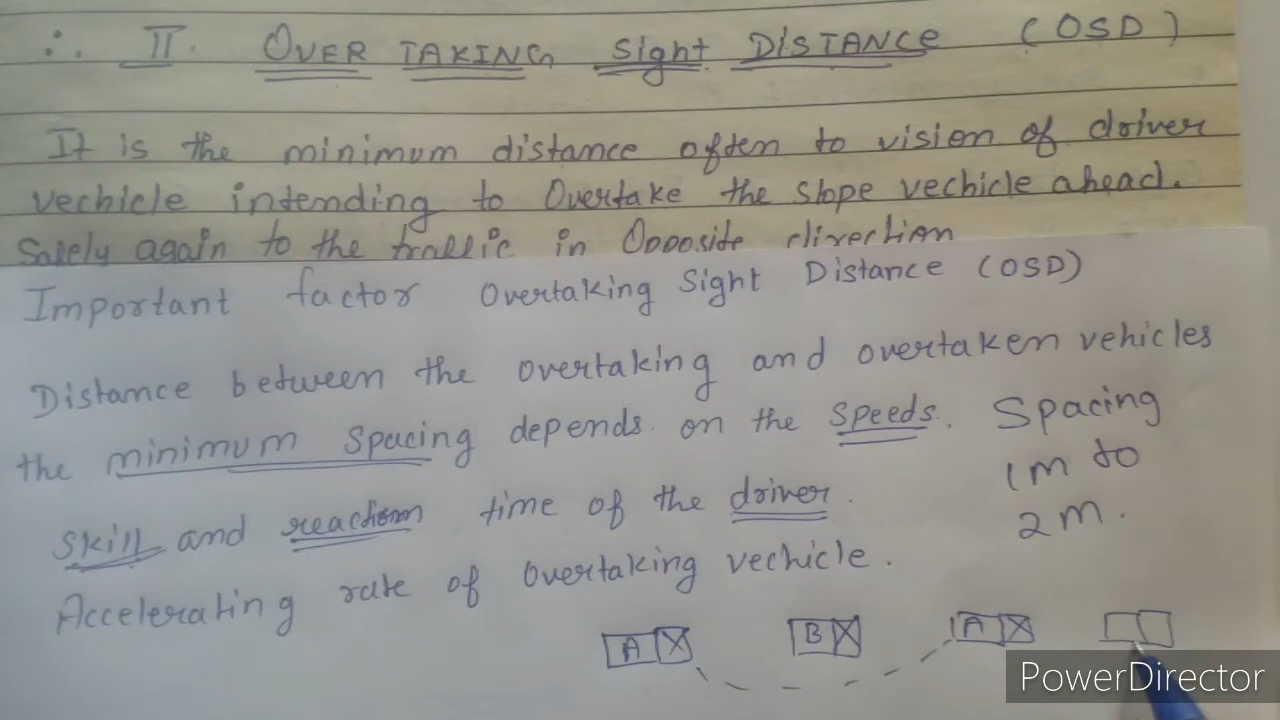 ∴ II. OVER TAKING Sight DISTANCE (OSD)
It is the minimum distance often to vision of driver
vechicle intending to Overtake the slope vechicle ahead.
Safely again to the traffic in Opposite direction
Important factor Overtaking Sight Distance (OSD)
Distance between the overtaking and overtaken vehicles
the minimum Spacing depends on the speeds. Spacing
1m to
2m.
Skill and reaction time of the driver.
Accelerating rate of overtaking vechicle.
A B A
PowerDirector